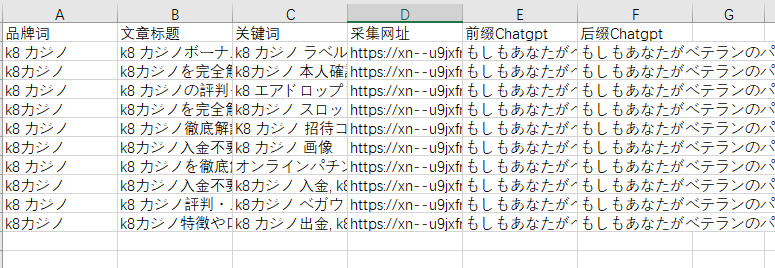 A B C D E F G
品牌词 文章标题 关键词 采集网址 前缀Chatgpt 后缀Chatgpt
k8 カジノ k8 カジノボーナ k8 カジノ ラベル https://xn--u9jxf もしもあなたが もしもあなたがベテランのパ
k8カジノ k8カジノを完全 k8カジノ 本人確 https://xn--u9jxf もしもあなたが もしもあなたがベテランのパ
k8 カジノ k8 カジノの評判 k8 エアドロップ https://xn--u9jxf もしもあなたが もしもあなたがベテランのパ
k8カジノ k8カジノを完全 k8カジノ スロッ https://xn--u9jxf もしもあなたが もしもあなたがベテランのパ
k8 カジノ k8 カジノ徹底解 K8 カジノ 招待コ https://xn--u9jxf もしもあなたが もしもあなたがベテランのパ
k8カジノ k8カジノ入金不要 k8 カジノ 画像 https://xn--u9jxf もしもあなたが もしもあなたがベテランのパ
k8 カジノ k8 カジノを徹底 オンラインパチン https://xn--u9jxf もしもあなたが もしもあなたがベテランのパ
k8カジノ k8カジノ入金不要 k8カジノ 入金, k8 https://xn--u9jxf もしもあなたが もしもあなたがベテランのパ
k8カジノ k8カジノ評判・ k8カジノ ベガウ https://xn--u9jxf もしもあなたが もしもあなたがベテランのパ
k8カジノ k8カジノ特徴や口 k8 カジノ出金, k8 https://xn--u9jxf もしもあなたが もしもあなたがベテランのパ